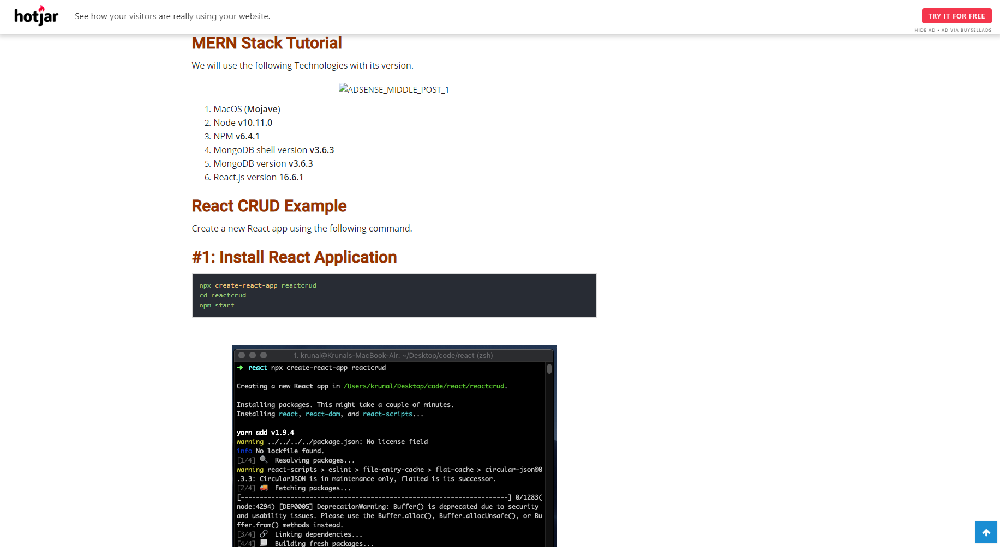 hotjar
See how your visitors are really using your website.
TRY IT FOR FREE
HIDE AD • AD VIA BUYSELLADS
MERN Stack Tutorial
We will use the following Technologies with its version.
ADSENSE_MIDDLE_POST_1
1. MacOS (Mojave)
2. Node v10.11.0
3. NPM v6.4.1
4. MongoDB shell version v3.6.3
5. MongoDB version v3.6.3
6. React.js version 16.6.1
React CRUD Example
Create a new React app using the following command.
#1: Install React Application
npx create-react-app reactcrud
cd reactcrud
npm start
1. krunal@Krunals-MacBook-Air: ~/Desktop/code/react (zsh)
➜ react npx create-react-app reactcrud
Creating a new React app in /Users/krunal/Desktop/code/react/reactcrud.
Installing packages. This might take a couple of minutes.
Installing react, react-dom, and react-scripts...
yarn add v1.9.4
warning ../../../../package.json: No license field
info No lockfile found.
[1/4] 🔍 Resolving packages...
warning react-scripts > eslint > file-entry-cache > flat-cache > circular-json@0
.3.3: CircularJSON is in maintenance only, flatted is its successor.
[2/4] 🚚 Fetching packages...
[----------------------------------------------------------------------] 0/1283(
node:4294) [DEP0005] DeprecationWarning: Buffer() is deprecated due to security
and usability issues. Please use the Buffer.alloc(), Buffer.allocUnsafe(), or Bu
ffer.from() methods instead.
[3/4] 🔗 Linking dependencies...
[4/4] 📃 Building fresh packages...